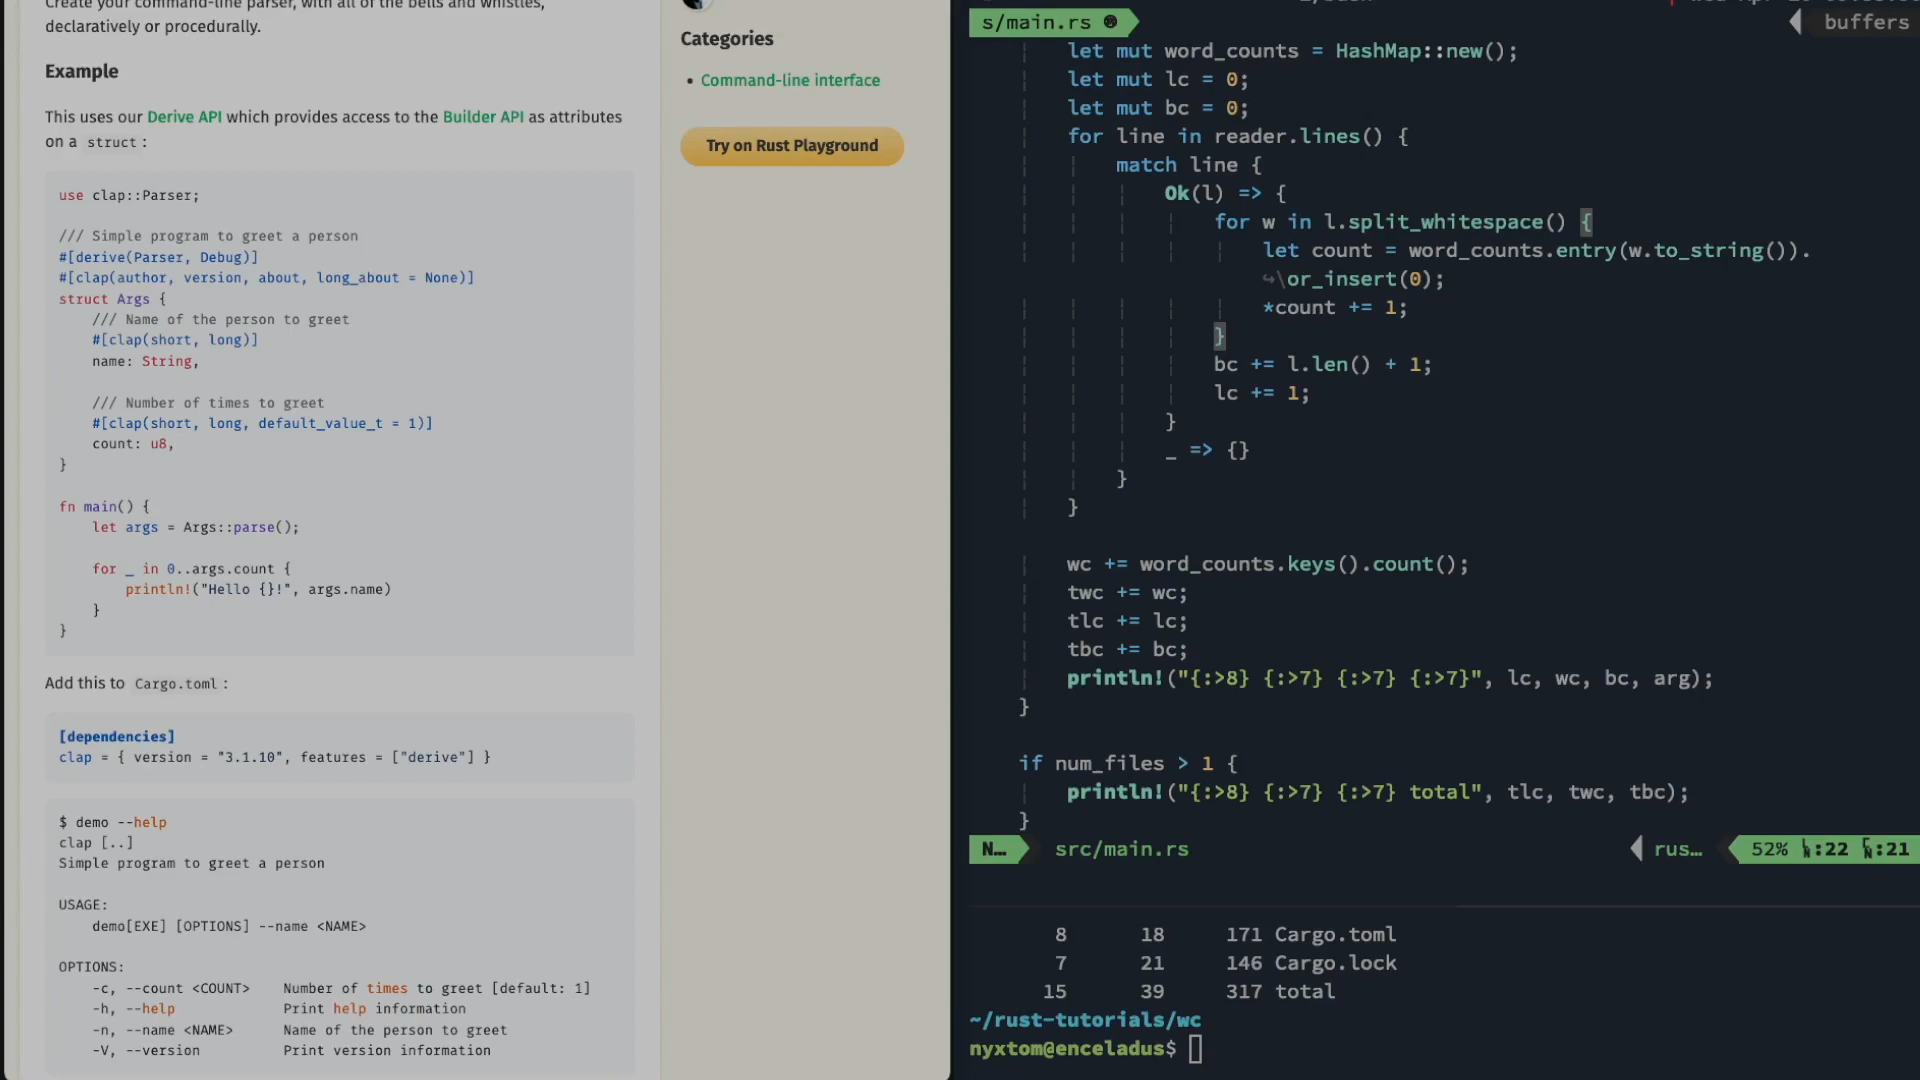 Create your command-line parser, with all of the bells and whistles,
declaratively or procedurally.
Example
This uses our Derive API which provides access to the Builder API as attributes
on a struct:
use clap::Parser;
/// Simple program to greet a person
#[derive(Parser, Debug)]
#[clap(author, version, about, long_about = None)]
struct Args {
/// Name of the person to greet
#[clap(short, long)]
name: String,
/// Number of times to greet
#[clap(short, long, default_value_t = 1)]
count: u8,
}
fn main() {
let args = Args::parse();
for _ in 0..args.count {
println!("Hello {}!", args.name)
}
}
Add this to Cargo.toml:
[dependencies]
clap = { version = "3.1.10", features = ["derive"] }
$ demo --help
clap [..]
Simple program to greet a person
USAGE:
demo[EXE] [OPTIONS] --name <NAME>
OPTIONS:
-c, --count <COUNT> Number of times to greet [default: 1]
-h, --help Print help information
-n, --name <NAME> Name of the person to greet
-V, --version Print version information
Categories
• Command-line interface
Try on Rust Playground
s/main.rs
buffers
let mut word_counts = HashMap::new();
let mut lc = 0;
let mut bc = 0;
for line in reader.lines() {
match line {
Ok(l) => {
for w in l.split_whitespace() {
let count = word_counts.entry(w.to_string()).
↪\or_insert(0);
*count += 1;
}
bc += l.len() + 1;
lc += 1;
}
_ => {}
}
}
wc += word_counts.keys().count();
twc += wc;
tlc += lc;
tbc += bc;
println!("{:>8} {:>7} {:>7} {:>7}", lc, wc, bc, arg);
}
if num_files > 1 {
println!("{:>8} {:>7} {:>7} total", tlc, twc, tbc);
}
N… src/main.rs rus… 52% :22 :21
8 18 171 Cargo.toml
7 21 146 Cargo.lock
15 39 317 total
~/rust-tutorials/wc
nyxtom@enceladus$